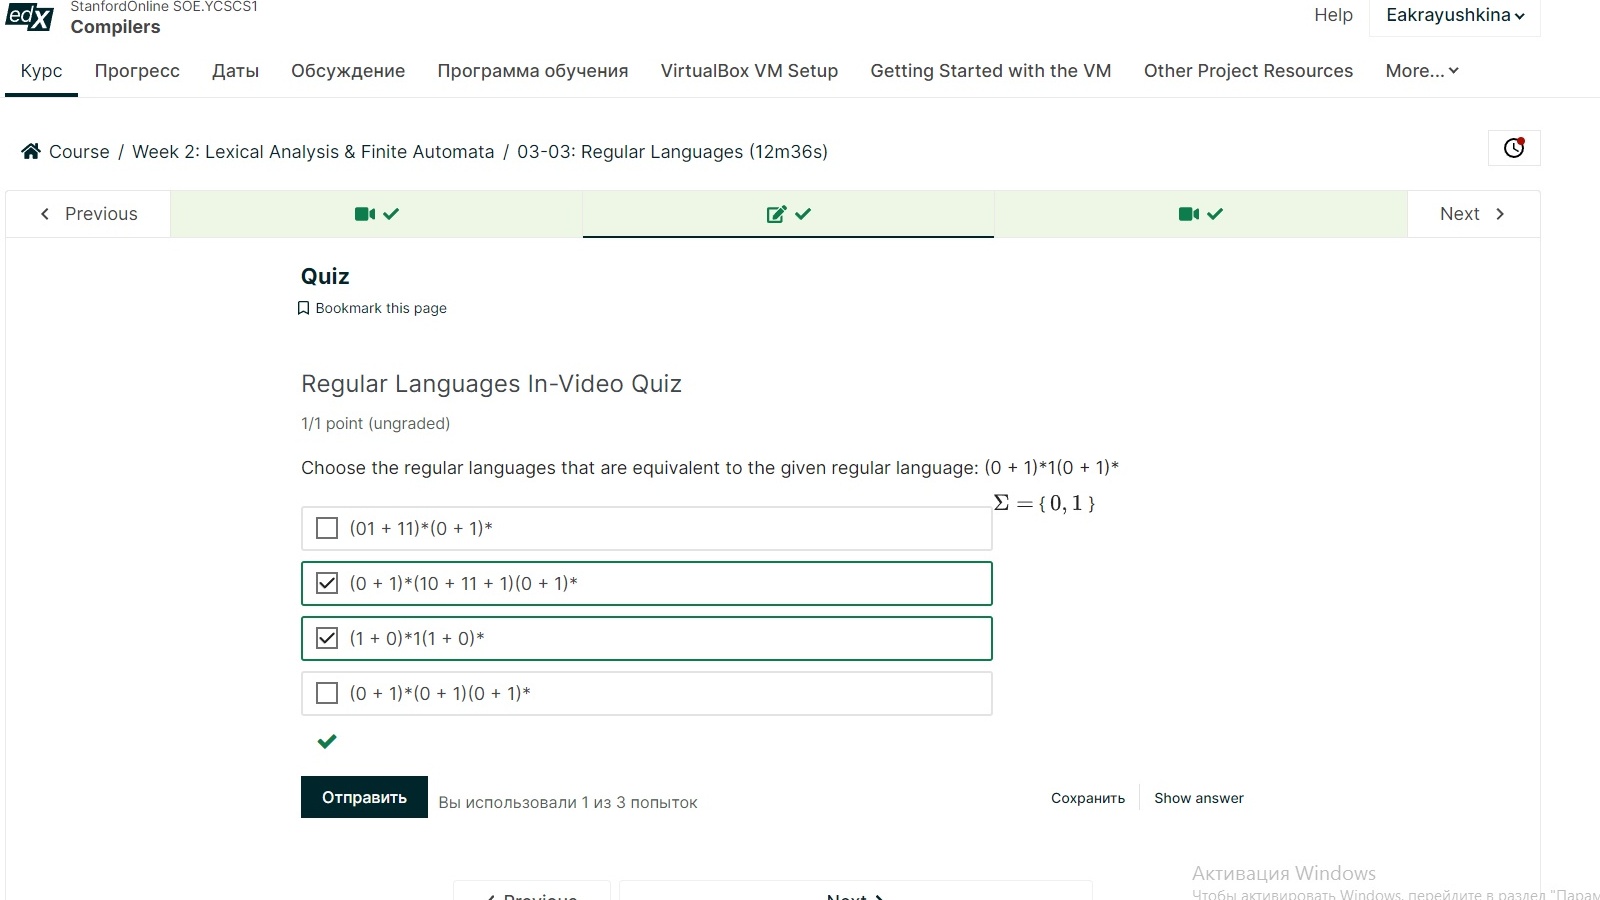 edX
StanfordOnline SOE.YCSCS1
Compilers
Help
Eakrayushkina
Курс
Прогресс
Даты
Обсуждение
Программа обучения
VirtualBox VM Setup
Getting Started with the VM
Other Project Resources
More...
Course / Week 2: Lexical Analysis & Finite Automata / 03-03: Regular Languages (12m36s)
Previous
Next
Quiz
Bookmark this page
Regular Languages In-Video Quiz
1/1 point (ungraded)
Choose the regular languages that are equivalent to the given regular language: (0 + 1)*1(0 + 1)*
Σ = { 0, 1 }
(01 + 11)*(0 + 1)*
(0 + 1)*(10 + 11 + 1)(0 + 1)*
(1 + 0)*1(1 + 0)*
(0 + 1)*(0 + 1)(0 + 1)*
Отправить
Вы использовали 1 из 3 попыток
Сохранить
Show answer
Активация Windows
Чтобы активировать Windows, перейдите в раздел "Парам
Previous
Next